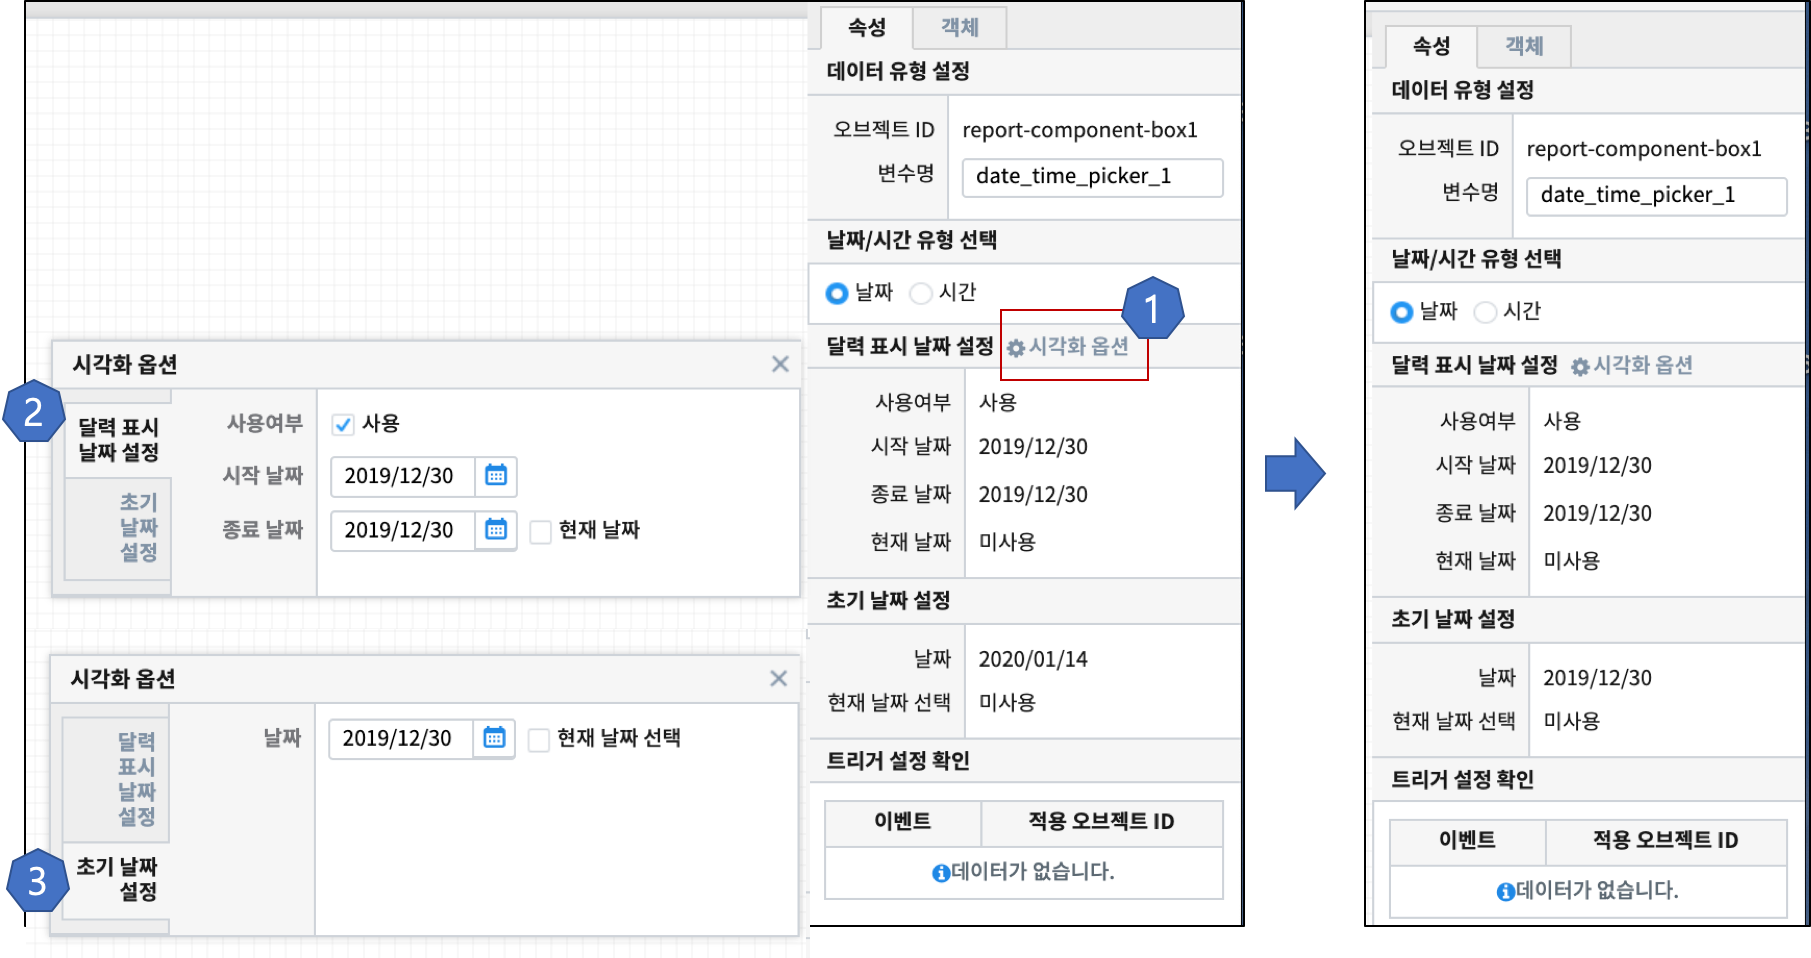 시각화 옵션
2
달력 표시
날짜 설정
초기
날짜
설정
사용여부
사용
시작 날짜
2019/12/30
종료 날짜
2019/12/30
현재 날짜
시각화 옵션
달력
표시
날짜
설정
3
초기 날짜
설정
날짜
2019/12/30
현재 날짜 선택
속성
객체
데이터 유형 설정
오브젝트 ID
report-component-box1
변수명
date_time_picker_1
날짜/시간 유형 선택
날짜
시간
1
달력 표시 날짜 설정
시각화 옵션
사용여부
사용
시작 날짜
2019/12/30
종료 날짜
2019/12/30
현재 날짜
미사용
초기 날짜 설정
날짜
2020/01/14
현재 날짜 선택
미사용
트리거 설정 확인
이벤트
적용 오브젝트 ID
데이터가 없습니다.
속성
객체
데이터 유형 설정
오브젝트 ID
report-component-box1
변수명
date_time_picker_1
날짜/시간 유형 선택
날짜
시간
달력 표시 날짜 설정
시각화 옵션
사용여부
사용
시작 날짜
2019/12/30
종료 날짜
2019/12/30
현재 날짜
미사용
초기 날짜 설정
날짜
2019/12/30
현재 날짜 선택
미사용
트리거 설정 확인
이벤트
적용 오브젝트 ID
데이터가 없습니다.